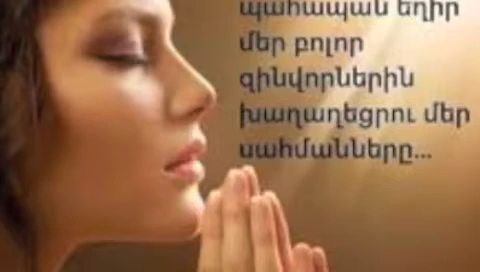 պահապան եղիր
մեր բոլոր
զինվորներին
խաղաղեցրու մեր
սահմանները...